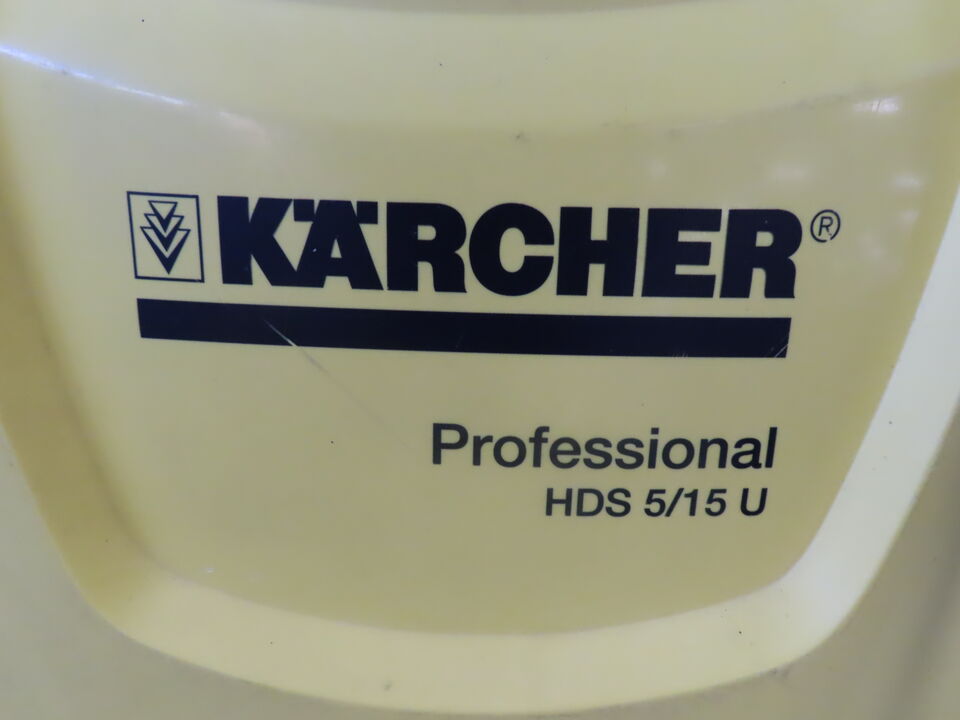 KÄRCHER®
Professional
HDS 5/15 U